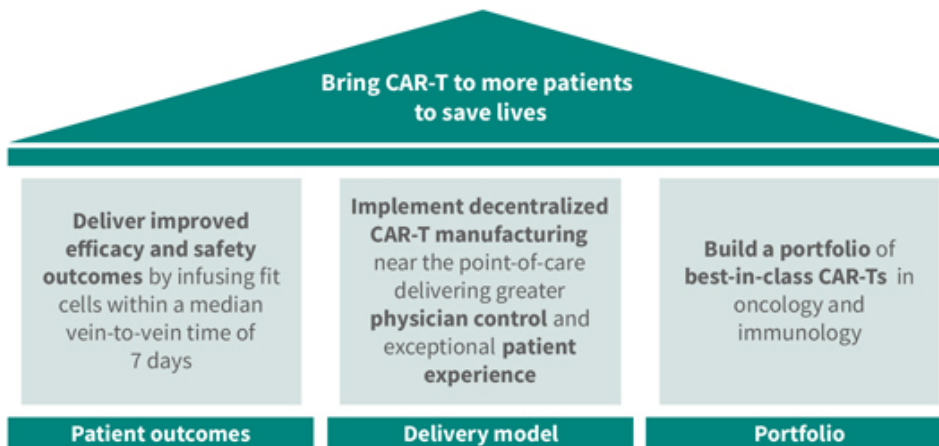 Bring CAR-T to more patients
to save lives
Deliver improved
efficacy and safety
outcomes by infusing fit
cells within a median
vein-to-vein time of
7 days
Implement decentralized
CAR-T manufacturing
near the point-of-care
delivering greater
physician control and
exceptional patient
experience
Build a portfolio of
best-in-class CAR-Ts in
oncology and
immunology
Patient outcomes
Delivery model
Portfolio